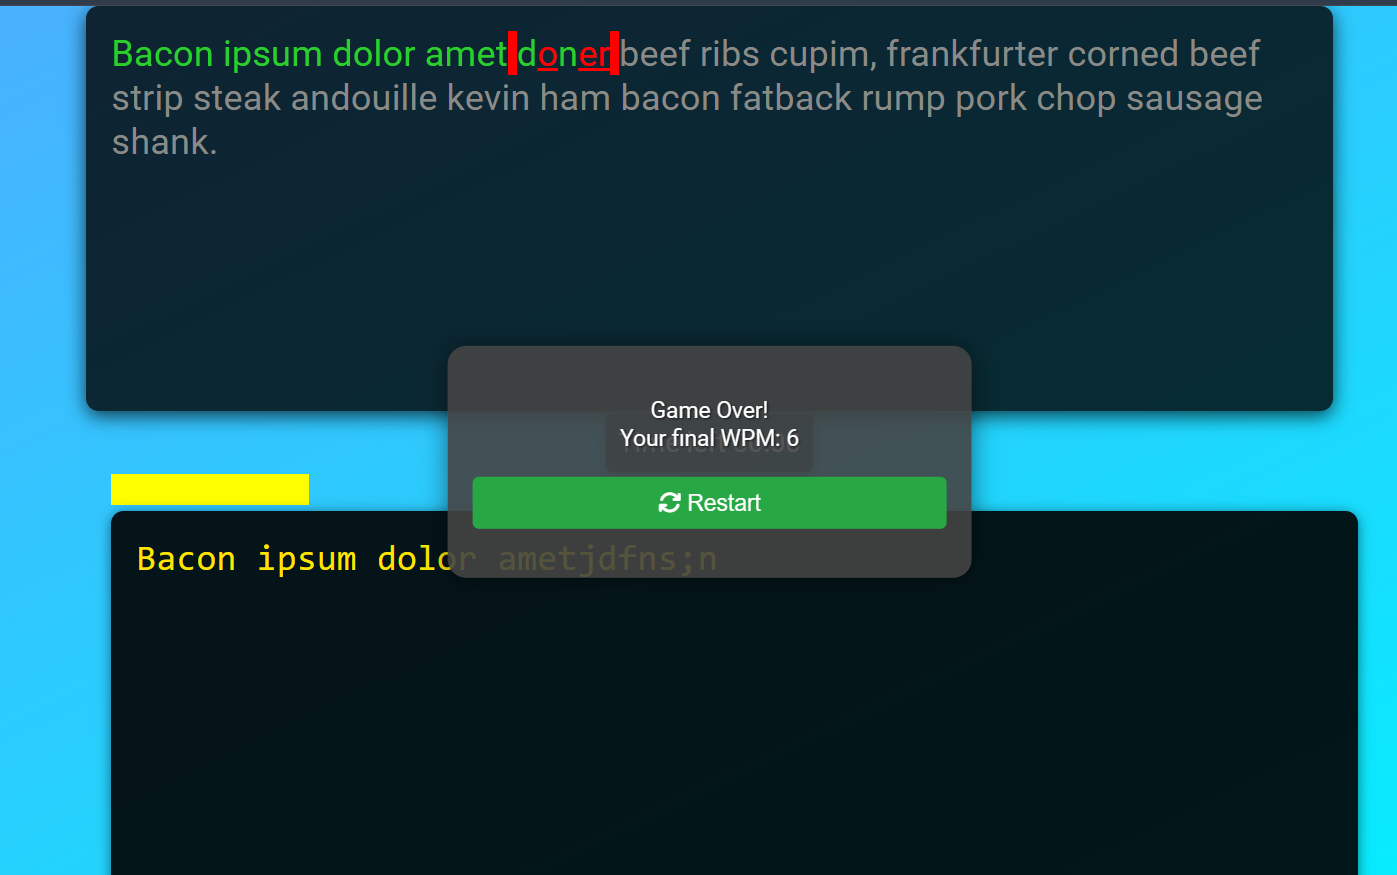 Bacon ipsum dolor amet doner beef ribs cupim, frankfurter corned beef
strip steak andouille kevin ham bacon fatback rump pork chop sausage
shank.
Game Over!
Your final WPM: 6
Restart
Bacon ipsum dolor ametjdfns;n